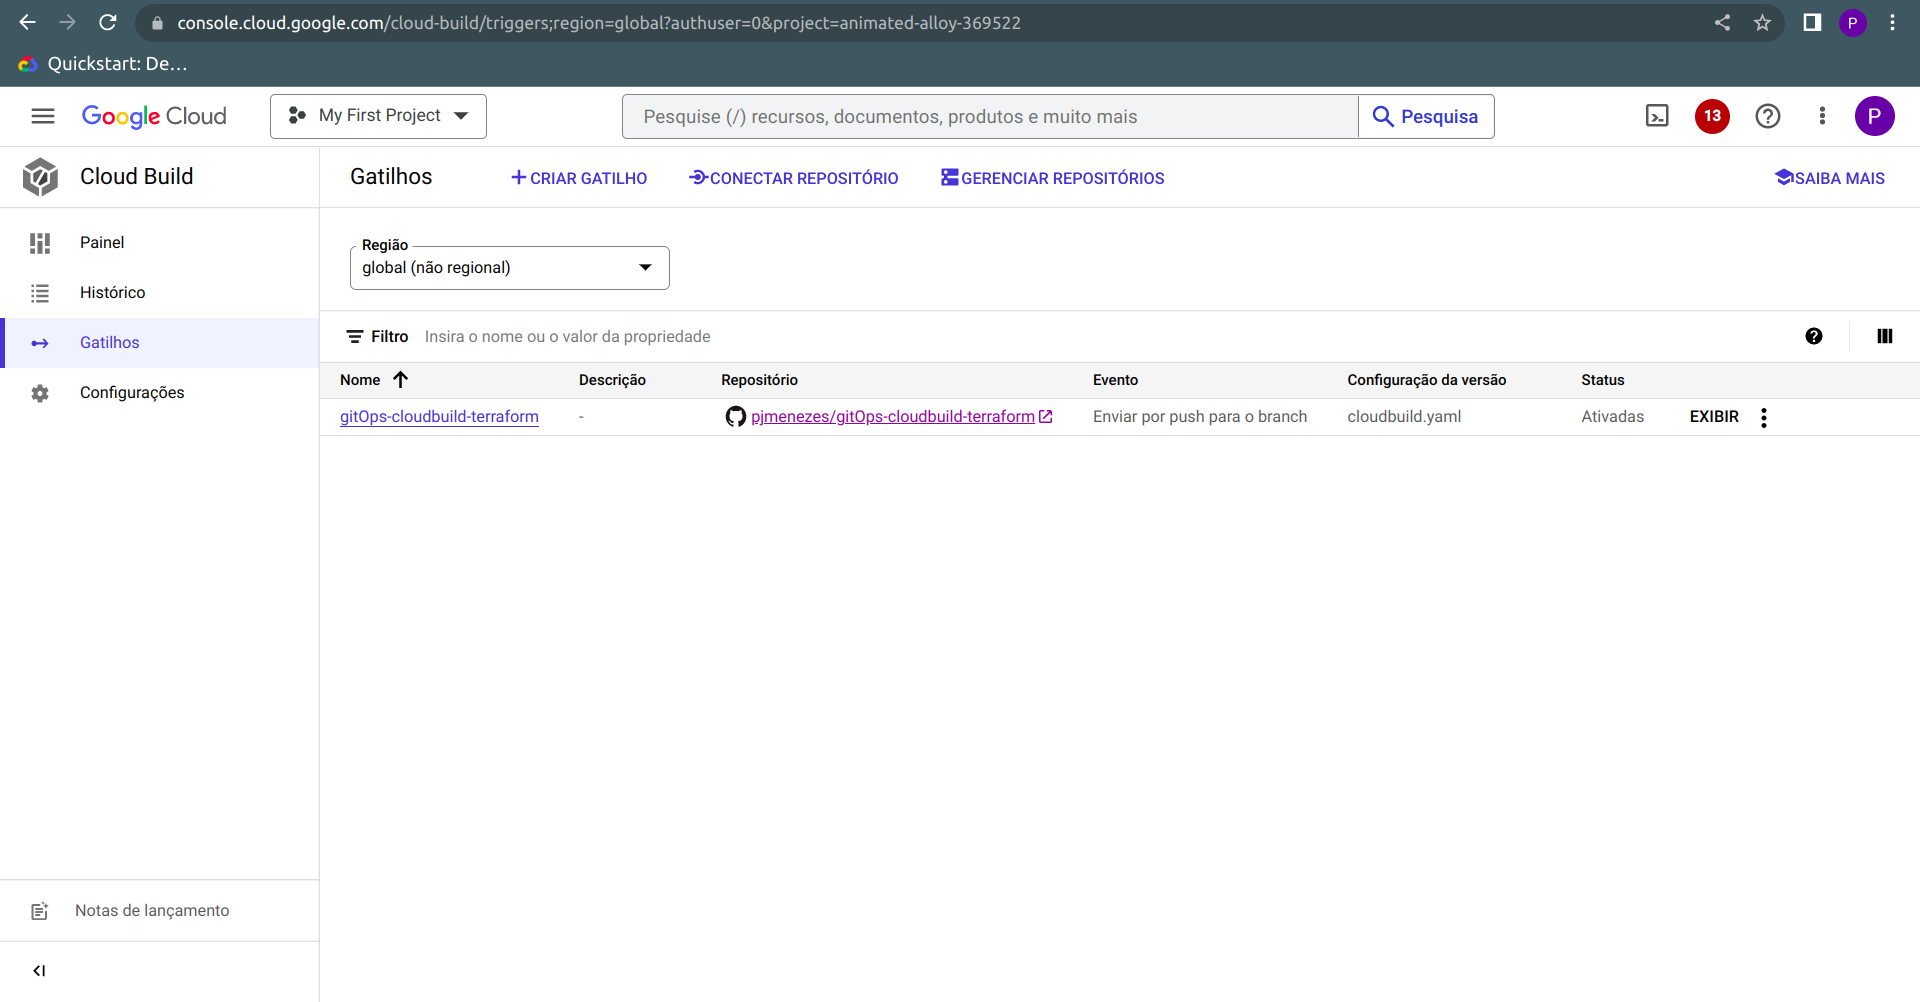 console.cloud.google.com/cloud-build/triggers;region=global?authuser=0&project=animated-alloy-369522
P
Quickstart: De…
Google Cloud
My First Project
Pesquise (/) recursos, documentos, produtos e muito mais
Pesquisa
13
P
Cloud Build
Gatilhos
CRIAR GATILHO
CONECTAR REPOSITÓRIO
GERENCIAR REPOSITÓRIOS
SAIBA MAIS
Painel
Histórico
Gatilhos
Configurações
Região
global (não regional)
Filtro Insira o nome ou o valor da propriedade
Nome Descrição Repositório Evento Configuração da versão Status
gitOps-cloudbuild-terraform - pjmenezes/gitOps-cloudbuild-terraform Enviar por push para o branch cloudbuild.yaml Ativadas EXIBIR
Notas de lançamento